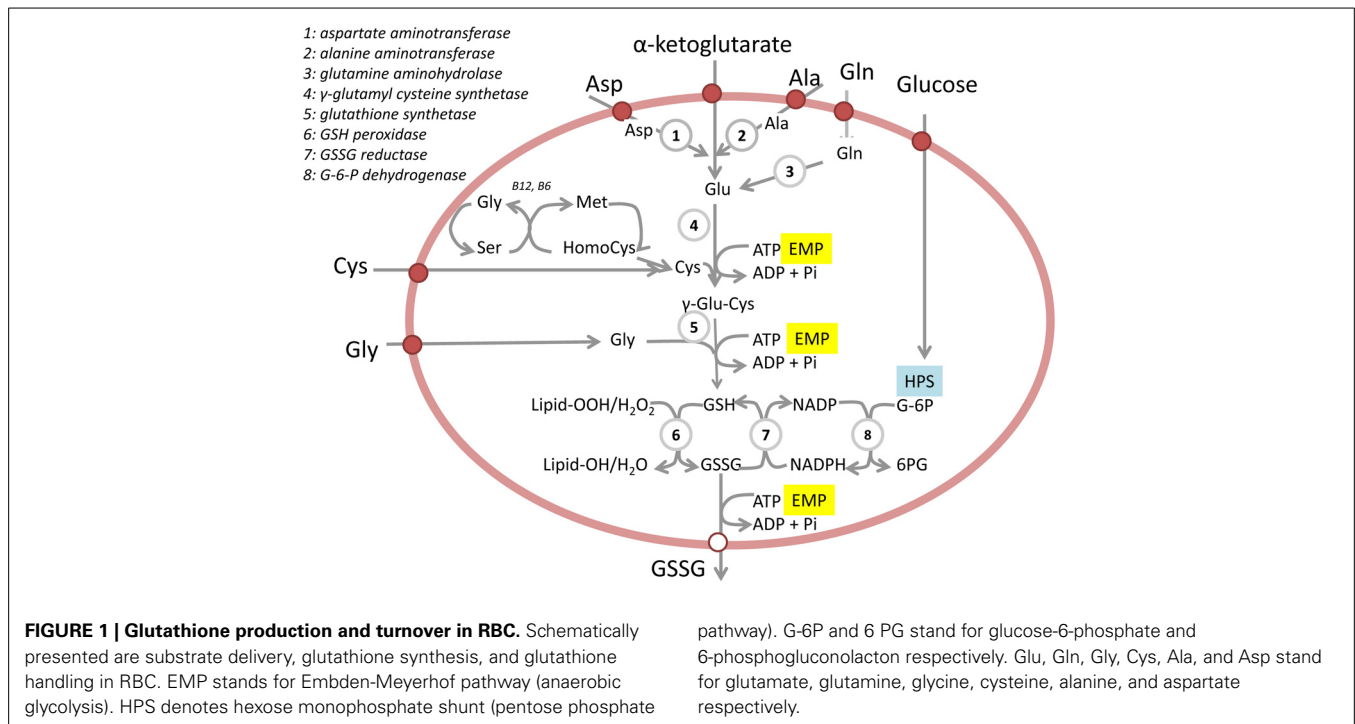 1: aspartate aminotransferase
2: alanine aminotransferase
3: glutamine aminohydrolase
4: γ-glutamyl cysteine synthetase
5: glutathione synthetase
6: GSH peroxidase
7: GSSG reductase
8: G-6-P dehydrogenase
α-ketoglutarate
Asp
Ala
Gln
Glucose
Asp
1
2
Ala
Gln
3
Glu
B12, B6
Gly
Met
4
Ser
HomoCys
ATP EMP
Cys
Cys
ADP + Pi
γ-Glu-Cys
5
Gly
Gly
ATP EMP
ADP + Pi
HPS
Lipid-OOH/H₂O₂
GSH
NADP
G-6P
6
7
8
Lipid-OH/H₂O
GSSG
NADPH
6PG
ATP EMP
ADP + Pi
GSSG
FIGURE 1 | Glutathione production and turnover in RBC. Schematically
presented are substrate delivery, glutathione synthesis, and glutathione
handling in RBC. EMP stands for Embden-Meyerhof pathway (anaerobic
glycolysis). HPS denotes hexose monophosphate shunt (pentose phosphate
pathway). G-6P and 6 PG stand for glucose-6-phosphate and
6-phosphogluconolacton respectively. Glu, Gln, Gly, Cys, Ala, and Asp stand
for glutamate, glutamine, glycine, cysteine, alanine, and aspartate
respectively.